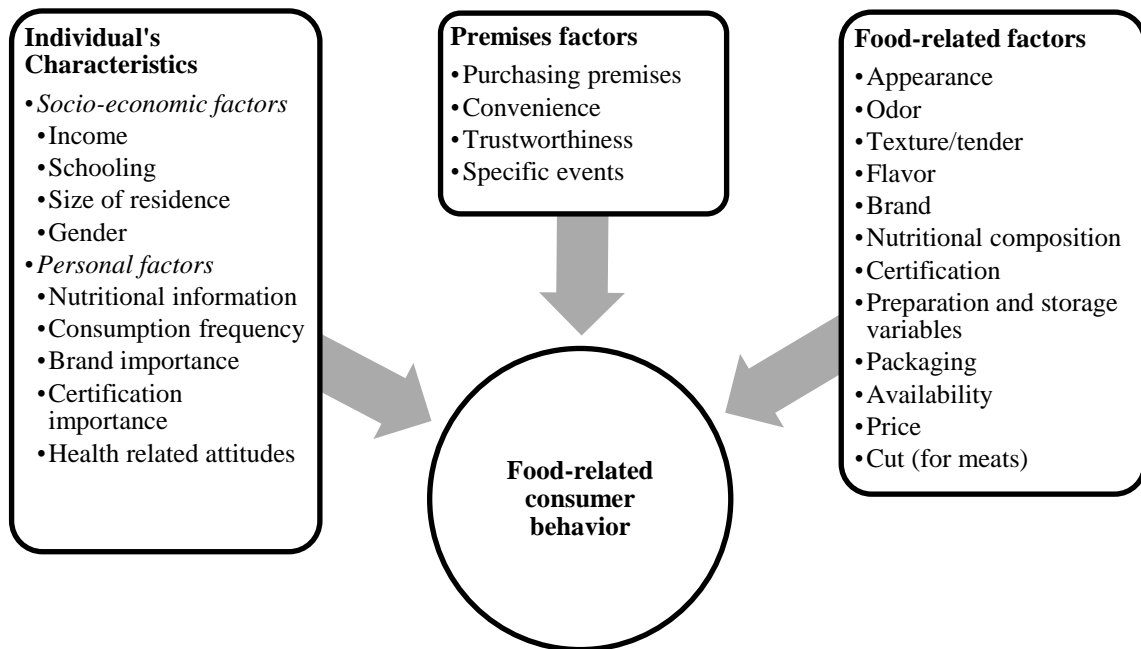 Individual's
Characteristics
•Socio-economic factors
•Income
•Schooling
•Size of residence
•Gender
•Personal factors
•Nutritional information
•Consumption frequency
•Brand importance
•Certification
importance
•Health related attitudes
Premises factors
•Purchasing premises
•Convenience
•Trustworthiness
•Specific events
Food-related factors
•Appearance
•Odor
•Texture/tender
•Flavor
•Brand
•Nutritional composition
•Certification
•Preparation and storage
variables
•Packaging
•Availability
•Price
•Cut (for meats)
Food-related
consumer
behavior